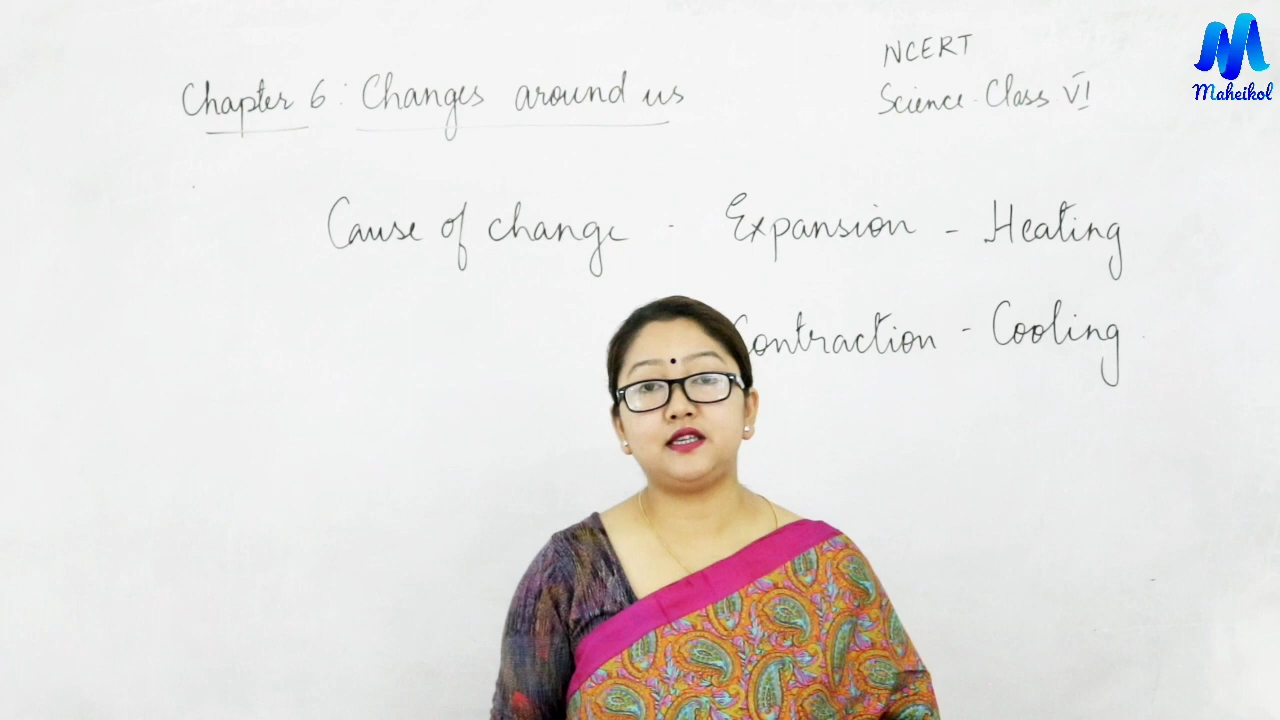 Chapter 6 : Changes around us
NCERT
Science - Class VI
Maheikol
Cause of change - Expansion - Heating
Contraction - Cooling